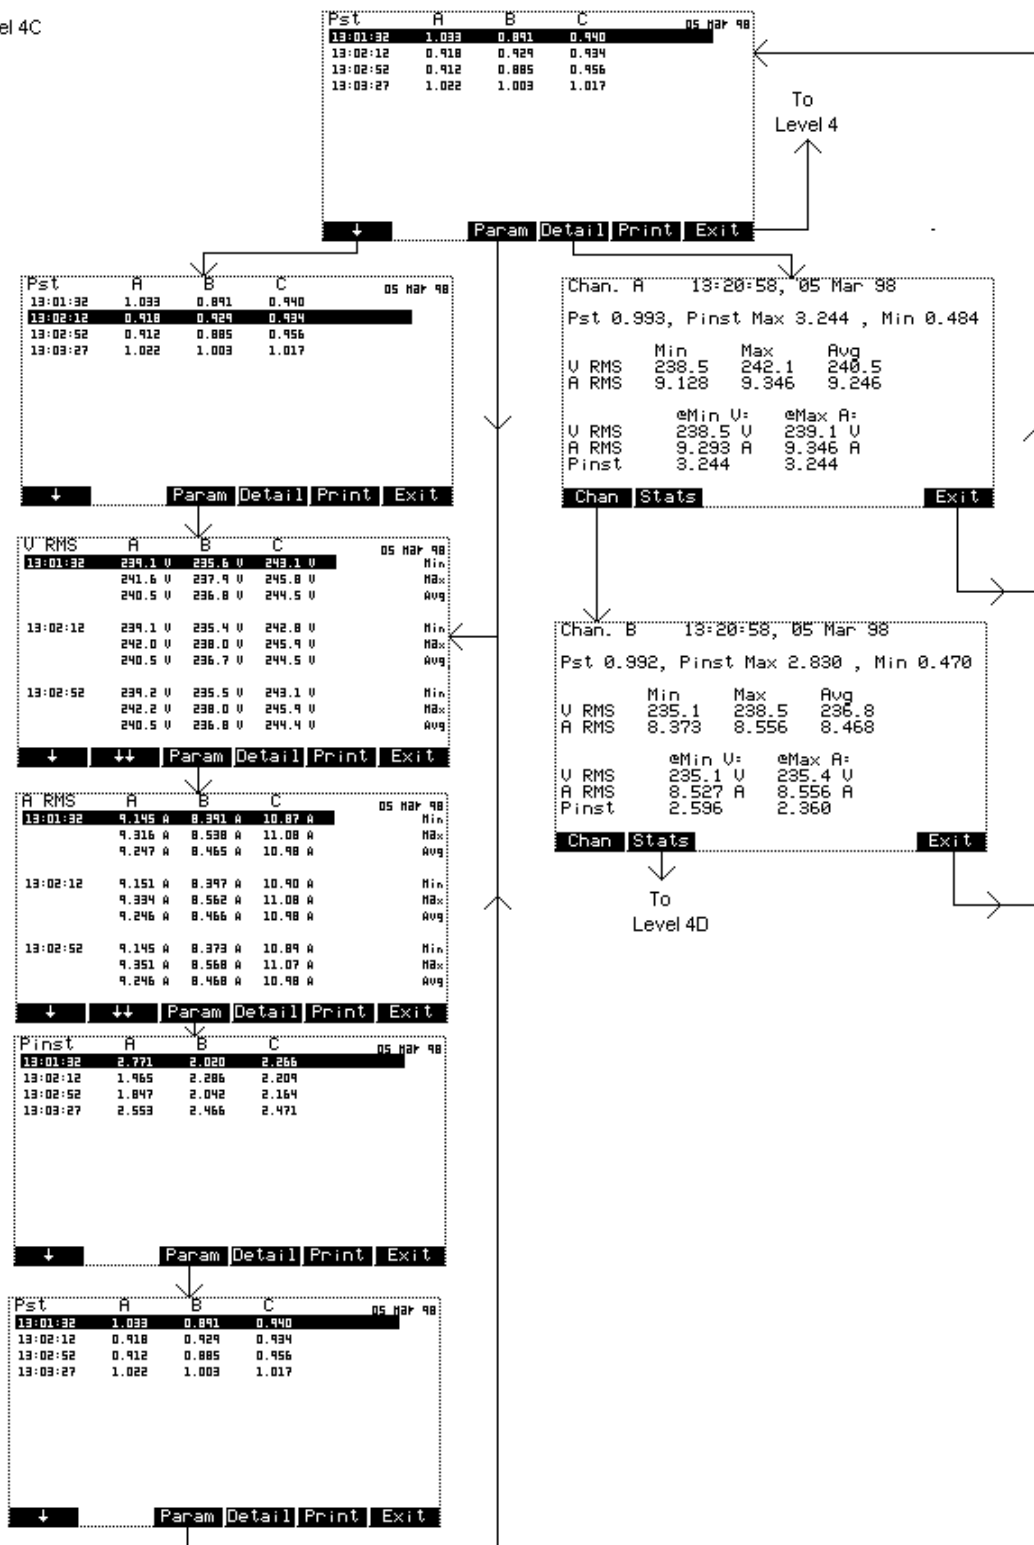 el 4C
Pst A B C 05 Mar 98
13:01:32 1.033 0.891 0.940
13:02:12 0.918 0.929 0.934
13:02:52 0.912 0.885 0.956
13:03:27 1.022 1.003 1.017
↓ Param Detail Print Exit
To
Level 4
Pst A B C 05 Mar 98
13:01:32 1.033 0.891 0.940
13:02:12 0.918 0.929 0.934
13:02:52 0.912 0.885 0.956
13:03:27 1.022 1.003 1.017
↓ Param Detail Print Exit
Chan. A 13:20:58, 05 Mar 98
Pst 0.993, Pinst Max 3.244 , Min 0.484
Min Max Avg
V RMS 238.5 242.1 240.5
A RMS 9.128 9.346 9.246
@Min V: @Max A:
V RMS 238.5 V 239.1 V
A RMS 9.293 A 9.346 A
Pinst 3.244 3.244
Chan Stats Exit
V RMS A B C 05 Mar 98
13:01:32 239.1 V 235.6 V 243.1 V Min
241.6 V 237.9 V 245.8 V Max
240.5 V 236.8 V 244.5 V Avg
13:02:12 239.1 V 235.4 V 242.8 V Min
242.0 V 238.0 V 245.9 V Max
240.5 V 236.7 V 244.5 V Avg
13:02:52 239.2 V 235.5 V 243.1 V Min
242.2 V 238.0 V 245.9 V Max
240.5 V 236.8 V 244.4 V Avg
↓ ↓↓ Param Detail Print Exit
Chan. B 13:20:58, 05 Mar 98
Pst 0.992, Pinst Max 2.830 , Min 0.470
Min Max Avg
V RMS 235.1 238.5 236.8
A RMS 8.373 8.556 8.468
@Min V: @Max A:
V RMS 235.1 V 235.4 V
A RMS 8.527 A 8.556 A
Pinst 2.596 2.360
Chan Stats Exit
To
Level 4D
A RMS A B C 05 Mar 98
13:01:32 9.145 A 8.391 A 10.87 A Min
9.316 A 8.538 A 11.08 A Max
9.247 A 8.465 A 10.98 A Avg
13:02:12 9.151 A 8.397 A 10.90 A Min
9.334 A 8.562 A 11.08 A Max
9.246 A 8.466 A 10.98 A Avg
13:02:52 9.145 A 8.373 A 10.89 A Min
9.351 A 8.568 A 11.07 A Max
9.246 A 8.468 A 10.98 A Avg
↓ ↓↓ Param Detail Print Exit
Pinst A B C 05 Mar 98
13:01:32 2.771 2.020 2.266
13:02:12 1.965 2.286 2.209
13:02:52 1.847 2.042 2.164
13:03:27 2.553 2.466 2.471
↓ Param Detail Print Exit
Pst A B C 05 Mar 98
13:01:32 1.033 0.891 0.940
13:02:12 0.918 0.929 0.934
13:02:52 0.912 0.885 0.956
13:03:27 1.022 1.003 1.017
↓ Param Detail Print Exit